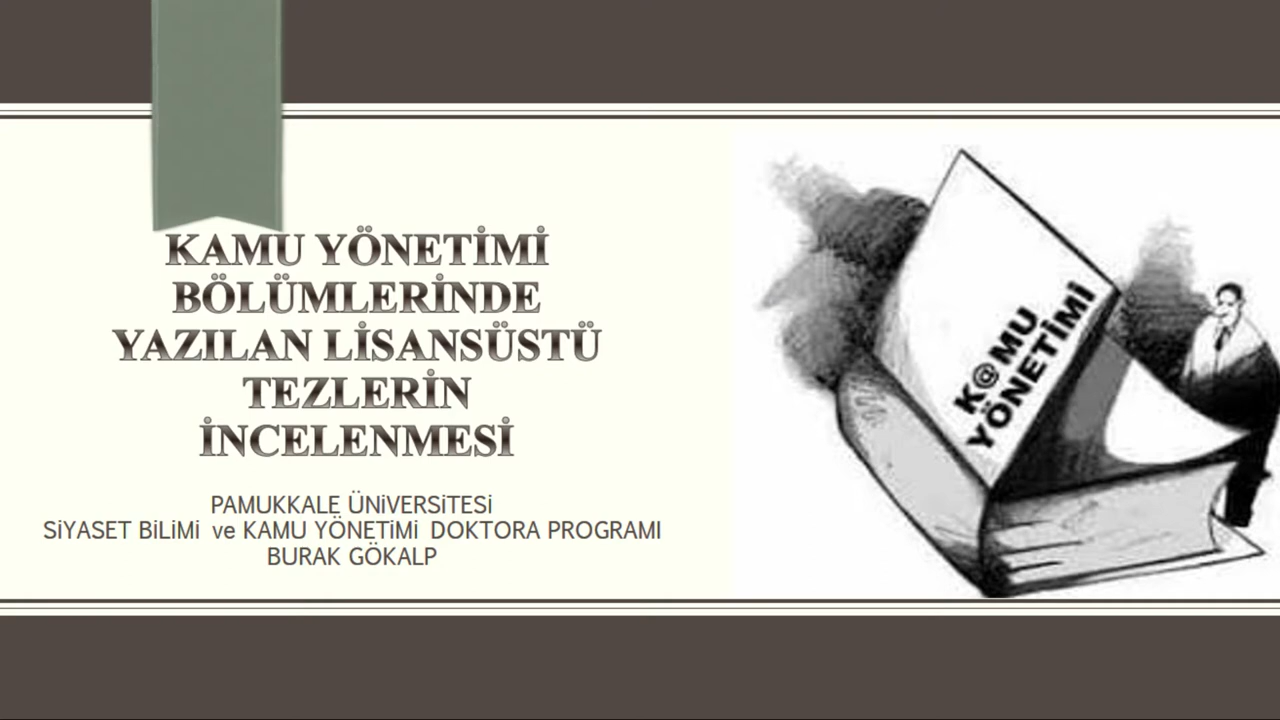 KAMU YÖNETİMİ
BÖLÜMLERİNDE
YAZILAN LİSANSÜSTÜ
TEZLERİN
İNCELENMESİ
PAMUKKALE ÜNİVERSİTESİ
SİYASET BİLİMİ ve KAMU YÖNETİMİ DOKTORA PROGRAMI
BURAK GÖKALP
K@MU
YÖNETİMİ